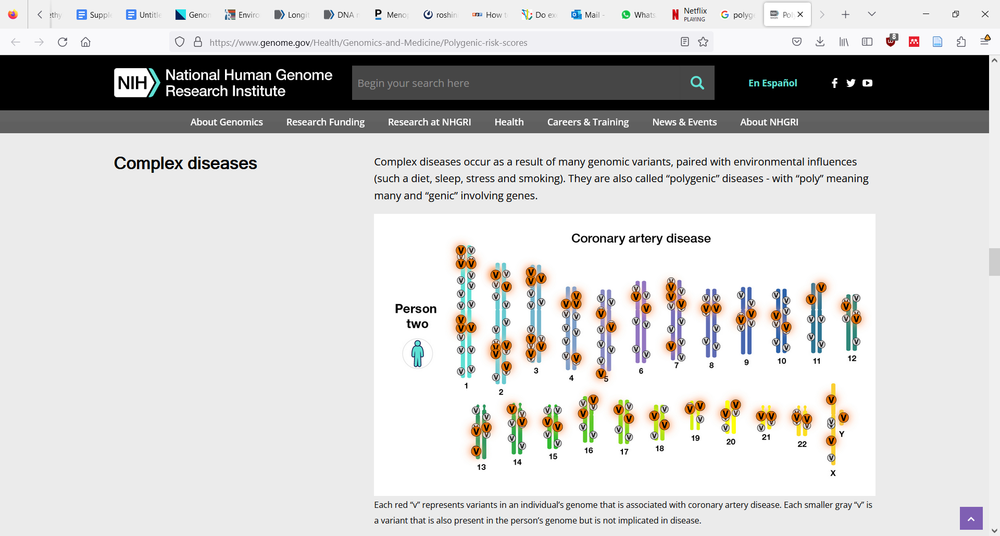 Supple
Untitle
Genon
Enviro
Longit
DNA r
Meno
roshin
How t
Do ex
Mail -
Whats
Netflix
PLAYING
polyge
Pol
https://www.genome.gov/Health/Genomics-and-Medicine/Polygenic-risk-scores
8
NIH National Human Genome
Research Institute
Begin your search here
En Español
About Genomics Research Funding Research at NHGRI Health Careers & Training News & Events About NHGRI
Complex diseases
Complex diseases occur as a result of many genomic variants, paired with environmental influences
(such a diet, sleep, stress and smoking). They are also called “polygenic” diseases - with “poly” meaning
many and “genic” involving genes.
Coronary artery disease
Person
two
1 2 3 4 5 6 7 8 9 10 11 12
13 14 15 16 17 18 19 20 21 22 X Y
Each red “v” represents variants in an individual’s genome that is associated with coronary artery disease. Each smaller gray “v” is
a variant that is also present in the person’s genome but is not implicated in disease.